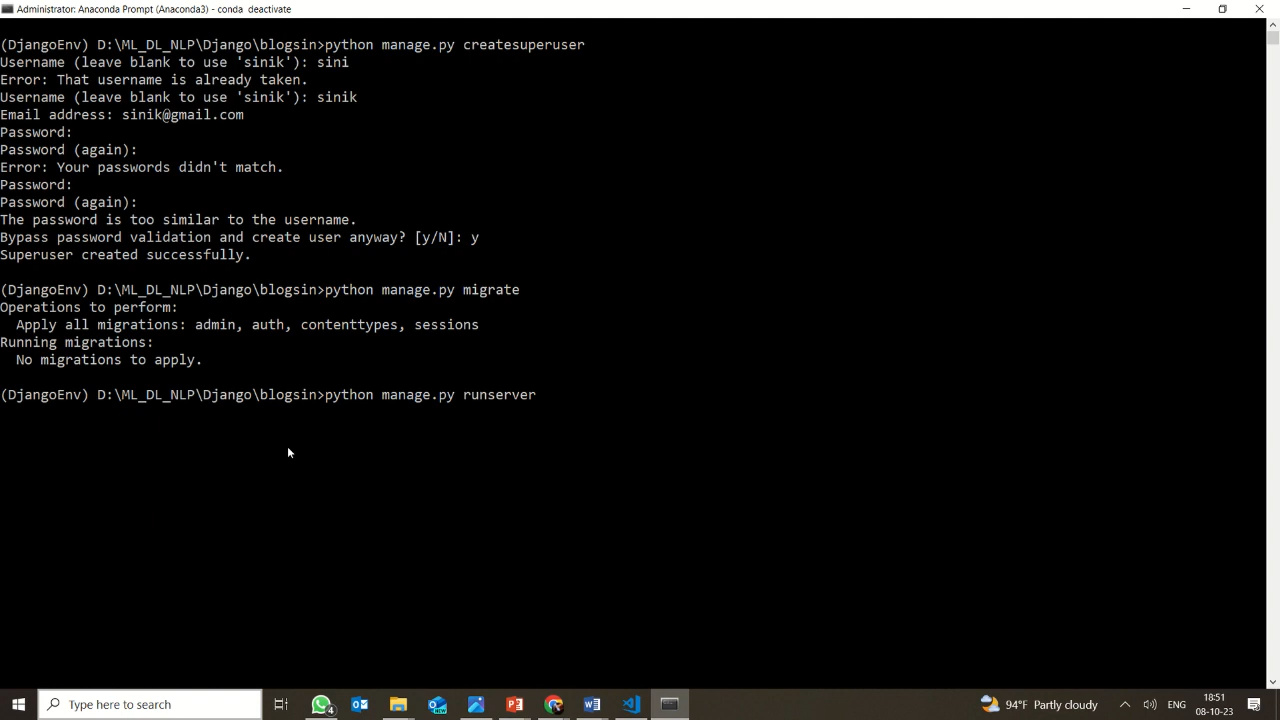 Administrator: Anaconda Prompt (Anaconda3) - conda  deactivate
(DjangoEnv) D:\ML_DL_NLP\Django\blogsin>python manage.py createsuperuser
Username (leave blank to use 'sinik'): sini
Error: That username is already taken.
Username (leave blank to use 'sinik'): sinik
Email address: sinik@gmail.com
Password:
Password (again):
Error: Your passwords didn't match.
Password:
Password (again):
The password is too similar to the username.
Bypass password validation and create user anyway? [y/N]: y
Superuser created successfully.
(DjangoEnv) D:\ML_DL_NLP\Django\blogsin>python manage.py migrate
Operations to perform:
  Apply all migrations: admin, auth, contenttypes, sessions
Running migrations:
  No migrations to apply.
(DjangoEnv) D:\ML_DL_NLP\Django\blogsin>python manage.py runserver
Type here to search
4
NEW
94°F Partly cloudy
ENG
18:51
08-10-23